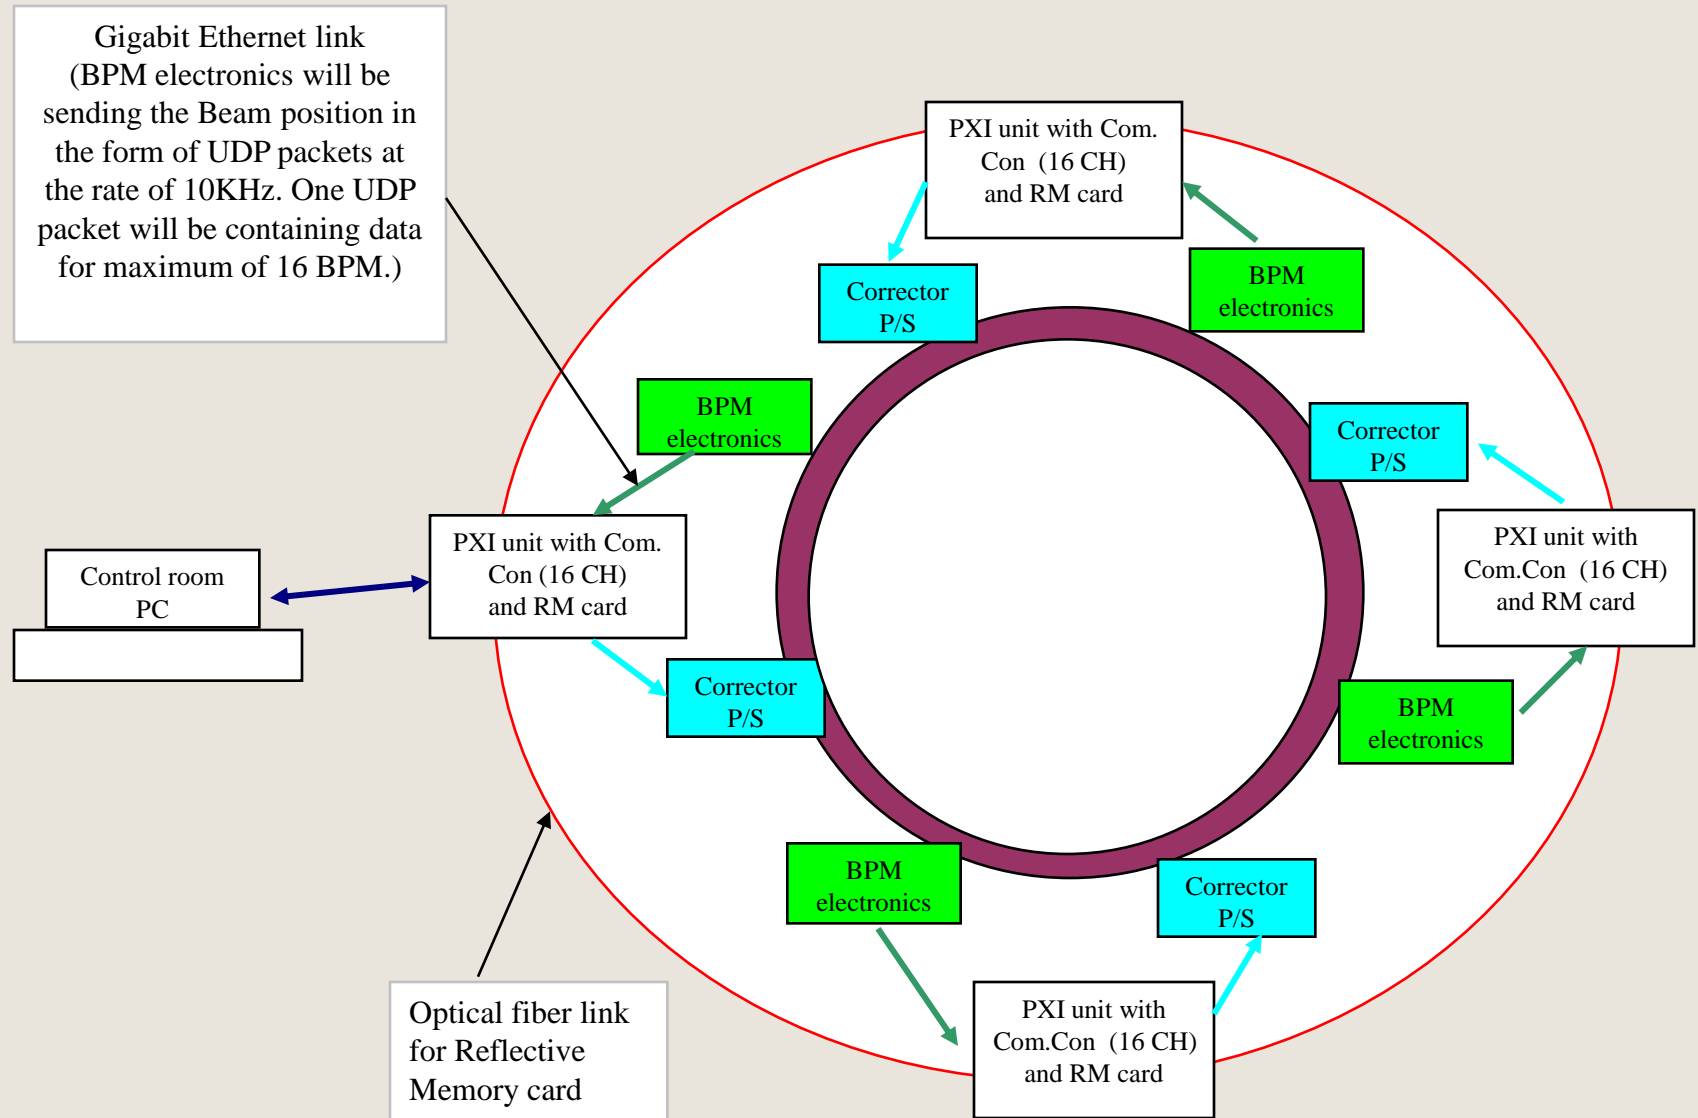 Gigabit Ethernet link
(BPM electronics will be
sending the Beam position in
the form of UDP packets at
the rate of 10KHz. One UDP
packet will be containing data
for maximum of 16 BPM.)
PXI unit with Com.
Con (16 CH)
and RM card
BPM
electronics
Corrector
P/S
BPM
electronics
Corrector
P/S
PXI unit with Com.
Con (16 CH)
and RM card
PXI unit with
Com.Con (16 CH)
and RM card
Control room
PC
Corrector
P/S
BPM
electronics
BPM
electronics
Corrector
P/S
Optical fiber link
for Reflective
Memory card
PXI unit with
Com.Con (16 CH)
and RM card